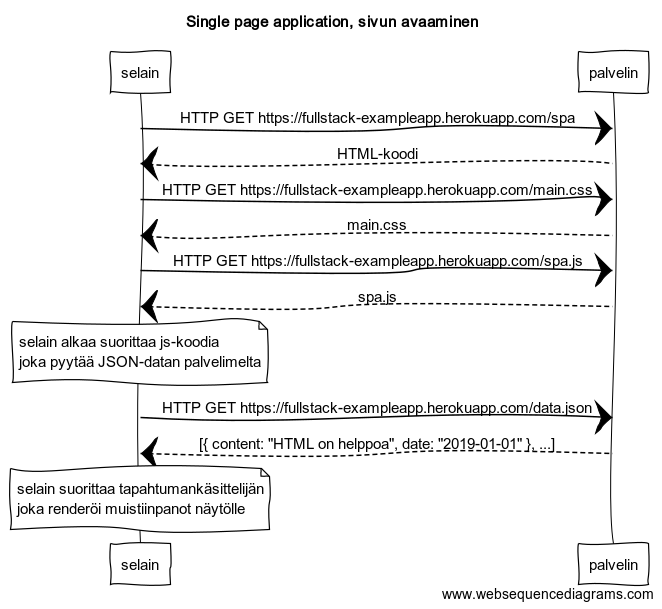 Single page application, sivun avaaminen
selain
palvelin
HTTP GET https://fullstack-exampleapp.herokuapp.com/spa
HTML-koodi
HTTP GET https://fullstack-exampleapp.herokuapp.com/main.css
main.css
HTTP GET https://fullstack-exampleapp.herokuapp.com/spa.js
spa.js
selain alkaa suorittaa js-koodia
joka pyytää JSON-datan palvelimelta
HTTP GET https://fullstack-exampleapp.herokuapp.com/data.json
[{ content: "HTML on helppoa", date: "2019-01-01" }, ...]
selain suorittaa tapahtumankäsittelijän
joka renderöi muistiinpanot näytölle
selain
palvelin
www.websequencediagrams.com